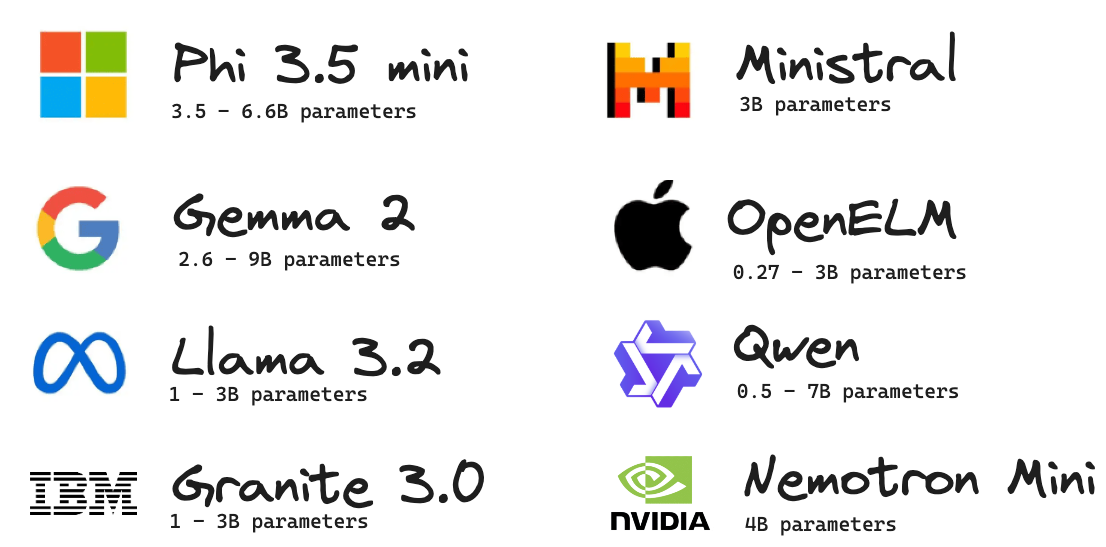 Phi 3.5 mini
3.5 – 6.6B parameters
Ministral
3B parameters
Gemma 2
2.6 – 9B parameters
OpenELM
0.27 – 3B parameters
Llama 3.2
1 – 3B parameters
Qwen
0.5 – 7B parameters
IBM
Granite 3.0
1 – 3B parameters
NVIDIA
Nemotron Mini
4B parameters